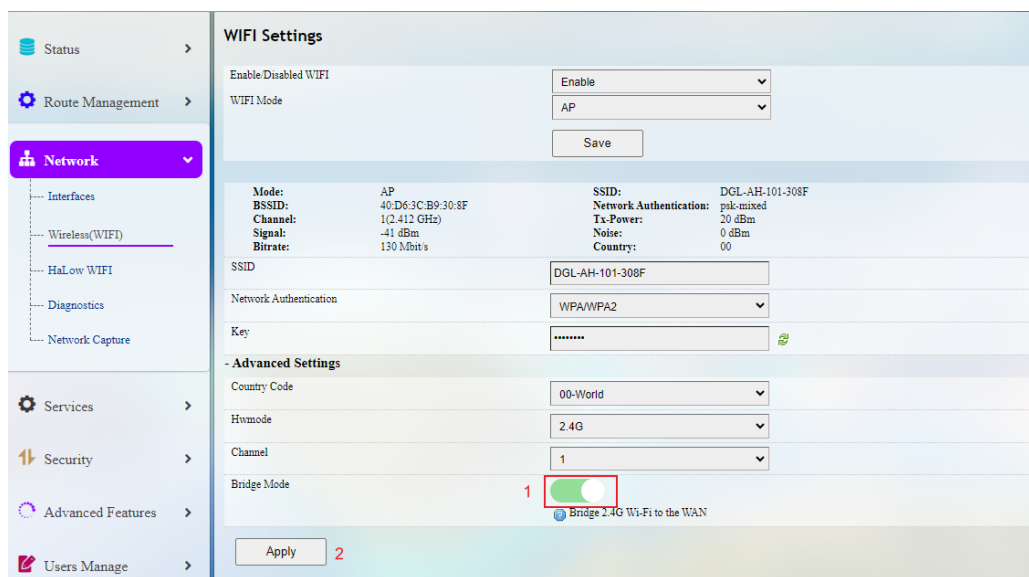 WIFI Settings
Status
Enable/Disabled WIFI
Enable
WIFI Mode
AP
Route Management
Save
Network
Interfaces
Wireless(WIFI)
HaLow WIFI
Diagnostics
Network Capture
Services
Security
Advanced Features
Users Manage
Mode: AP SSID: DGL-AH-101-308F
BSSID: 40:D6:3C:B9:30:8F Network Authentication: psk-mixed
Channel: 1(2.412 GHz) Tx-Power: 20 dBm
Signal: -41 dBm Noise: 0 dBm
Bitrate: 130 Mbit/s Country: 00
SSID DGL-AH-101-308F
Network Authentication WPA/WPA2
Key ••••••••
- Advanced Settings
Country Code 00-World
Hwmode 2.4G
Channel 1
Bridge Mode 1
Bridge 2.4G Wi-Fi to the WAN
Apply 2